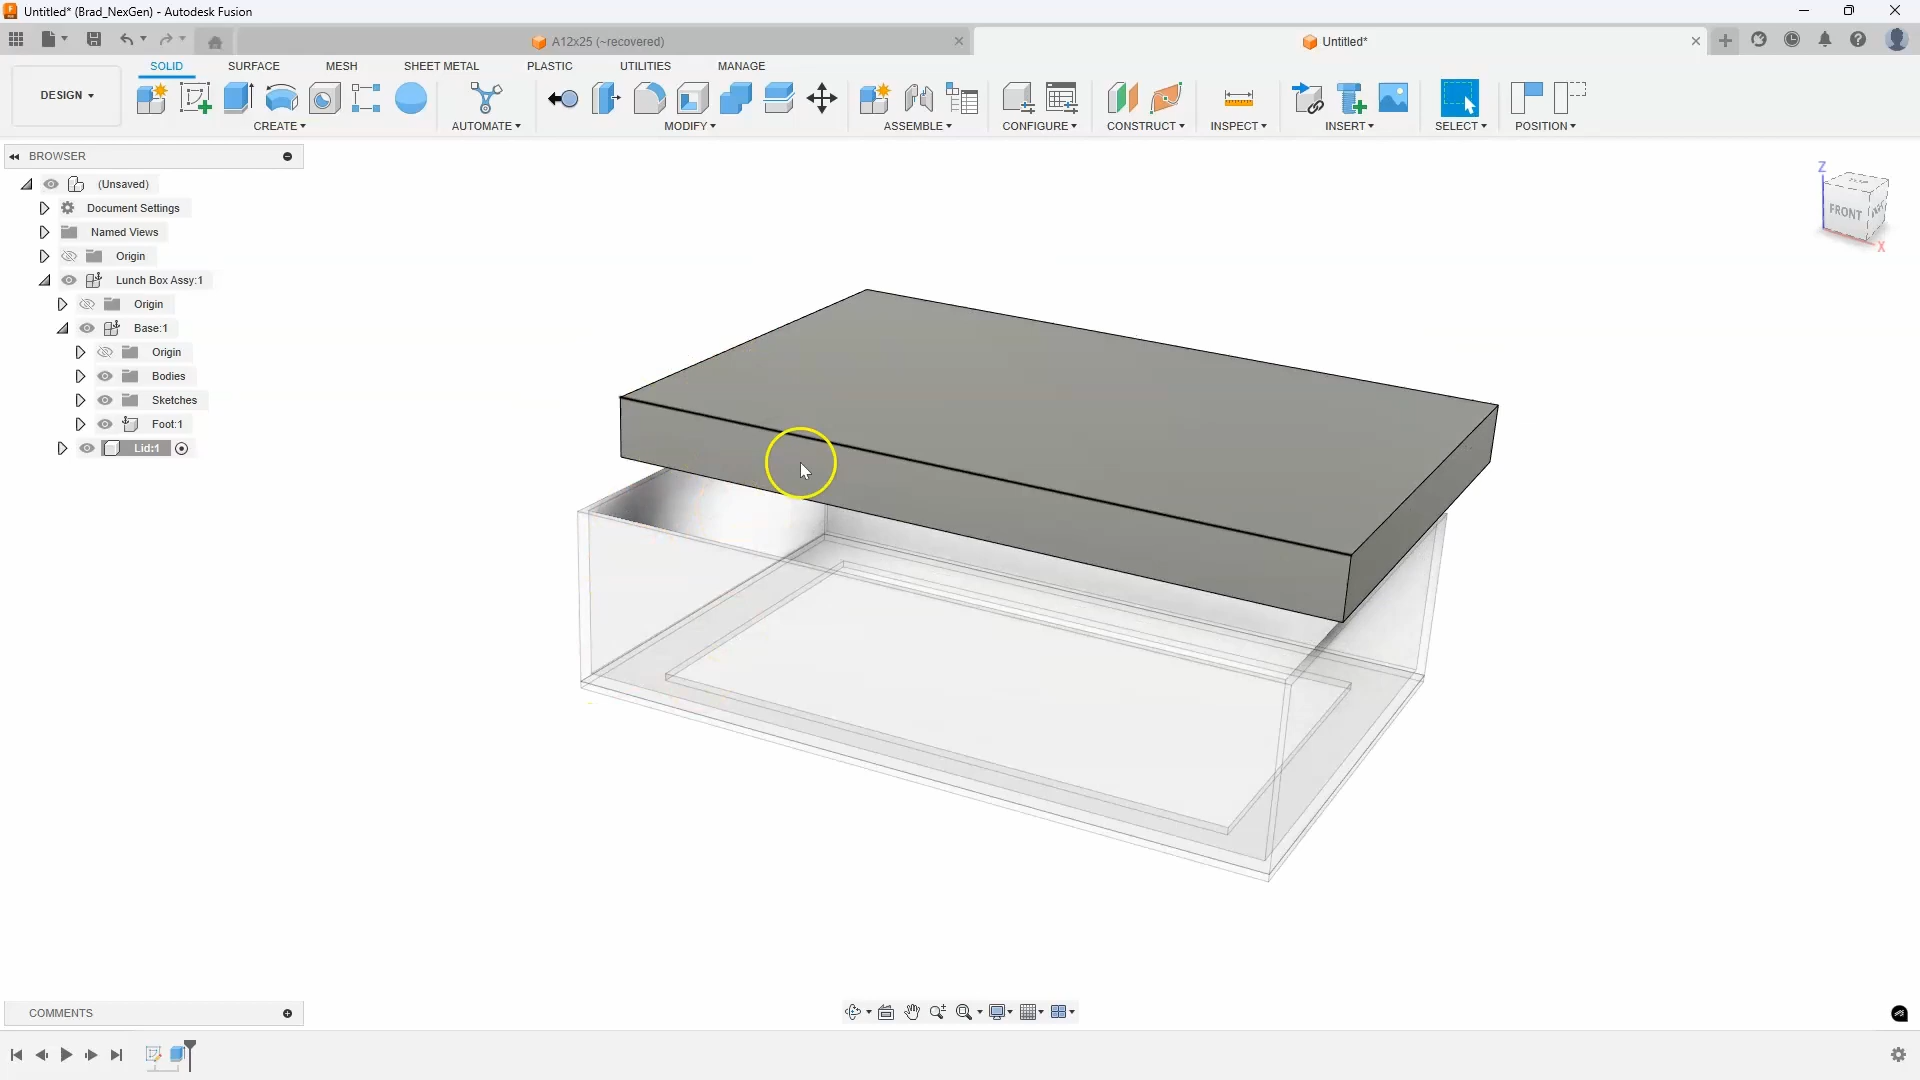 Untitled* (Brad_NexGen) - Autodesk Fusion
A12x25 (~recovered)
Untitled*
DESIGN
SOLID
SURFACE
MESH
SHEET METAL
PLASTIC
UTILITIES
MANAGE
CREATE
AUTOMATE
MODIFY
ASSEMBLE
CONFIGURE
CONSTRUCT
INSPECT
INSERT
SELECT
POSITION
BROWSER
(Unsaved)
Document Settings
Named Views
Origin
Lunch Box Assy:1
Origin
Base:1
Origin
Bodies
Sketches
Foot:1
Lid:1
Z
FRONT
X
COMMENTS